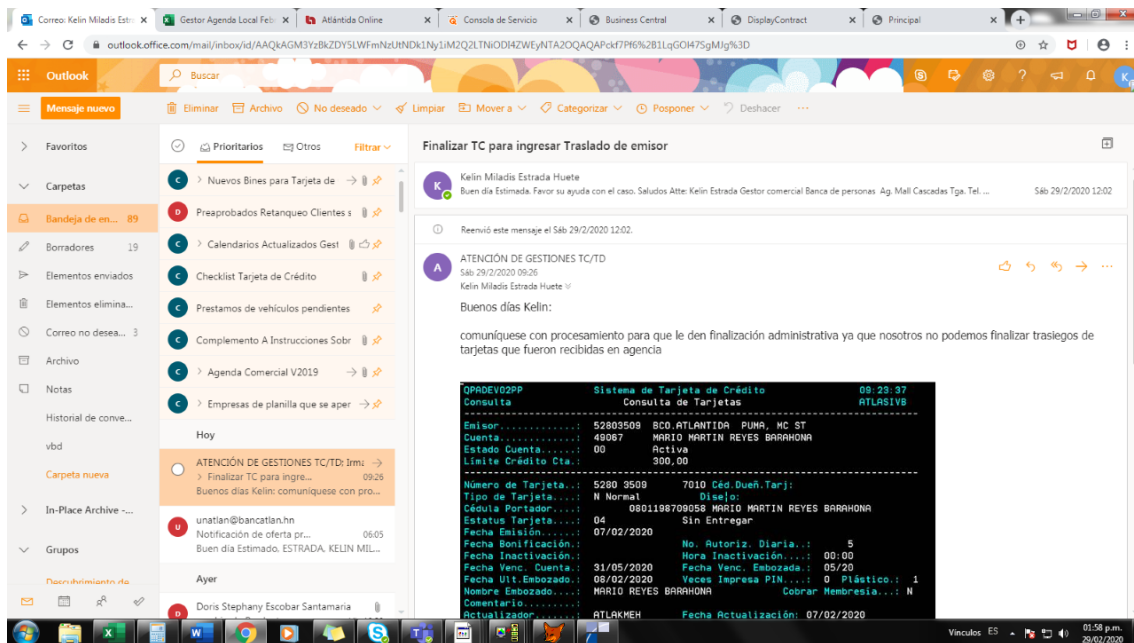 Correo: Kelin Miladis Estr
Gestor Agenda Local Feb
Atlántida Online
Consola de Servicio
Business Central
DisplayContract
Principal
outlook.office.com/mail/inbox/id/AAQkAGM3YzBkZDY5LWFmNzUtNDk1Ny1iM2Q2LTNiODI4ZWEyNTA2OQAQAPckf7Pf6%2B1LqGOI47SgMJg%3D
Outlook
Buscar
Mensaje nuevo
Eliminar Archivo No deseado Limpiar Mover a Categorizar Posponer Deshacer ...
Favoritos
Carpetas
Bandeja de en... 89
Borradores 19
Elementos enviados
Elementos elimina...
Correo no desea... 3
Archivo
Notas
Historial de conve...
vbd
Carpeta nueva
In-Place Archive -...
Grupos
Descubrimiento de
Prioritarios Otros Filtrar
C Nuevos Bines para Tarjeta de
D Preaprobados Retanqueo Clientes s
C Calendarios Actualizados Gest
C Checklist Tarjeta de Crédito
C Prestamos de vehículos pendientes
C Complemento A Instrucciones Sobr
C Agenda Comercial V2019
C Empresas de planilla que se aper
Hoy
ATENCIÓN DE GESTIONES TC/TD; Irma
Finalizar TC para ingre... 09:26
Buenos días Kelin: comuníquese con pro...
U unatlan@bancatlan.hn
Notificación de oferta pr... 06:05
Buen dia Estimado, ESTRADA, KELIN MIL...
Ayer
D Doris Stephany Escobar Santamaria
Finalizar TC para ingresar Traslado de emisor
K Kelin Miladis Estrada Huete
Buen día Estimada. Favor su ayuda con el caso. Saludos Atte: Kelin Estrada Gestor comercial Banca de personas Ag. Mall Cascadas Tga. Tel. ... Sáb 29/2/2020 12:02
Reenvió este mensaje el Sáb 29/2/2020 12:02.
A ATENCIÓN DE GESTIONES TC/TD
Sáb 29/2/2020 09:26
Kelin Miladis Estrada Huete
Buenos días Kelin:
comuníquese con procesamiento para que le den finalización administrativa ya que nosotros no podemos finalizar trasiegos de
tarjetas que fueron recibidas en agencia
QPADEV02PP Sistema de Tarjeta de Crédito 09:23:37
Consulta Consulta de Tarjetas ATLASIVB
Emisor............: 52803509 BCO.ATLANTIDA PUMA, MC ST
Cuenta............: 49067 MARIO MARTIN REYES BARAHONA
Estado Cuenta.....: 00 Activa
Límite Crédito Cta.: 300,00
Número de Tarjeta..: 5280 3509 7010 Céd.Dueñ.Tarj:
Tipo de Tarjeta....: N Normal Dise¦o:
Cédula Portador....: 0801198709058 MARIO MARTIN REYES BARAHONA
Estatus Tarjeta....: 04 Sin Entregar
Fecha Emisión......: 07/02/2020
Fecha Bonificación.: No. Autoriz. Diaria..: 5
Fecha Inactivación.: Hora Inactivación....: 00:00
Fecha Venc. Cuenta.: 31/05/2020 Fecha Venc. Embozada.: 05/20
Fecha Ult.Embozado.: 08/02/2020 Veces Impresa PIN....: 0 Plástico.: 1
Nombre Embozado....: MARIO REYES BARAHONA Cobrar Membresia...: N
Comentario.........:
Actualizador.......: ATLAKMEH Fecha Actualización: 07/02/2020
Vínculos ES 01:58 p.m.
29/02/2020